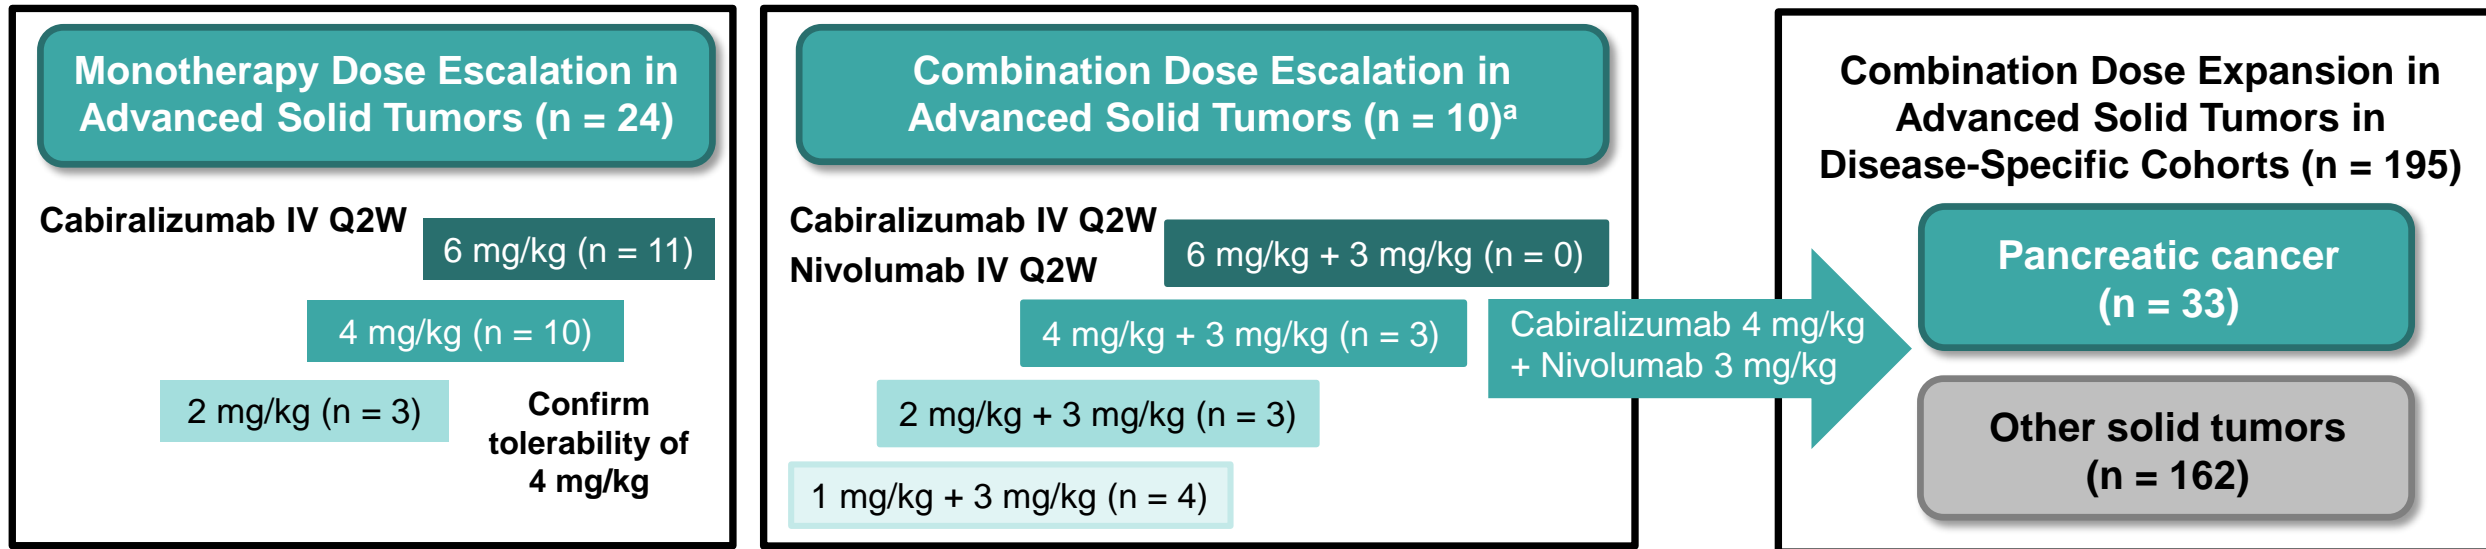 Monotherapy Dose Escalation in
Advanced Solid Tumors (n = 24)
Cabiralizumab IV Q2W
6 mg/kg (n = 11)
4 mg/kg (n = 10)
2 mg/kg (n = 3)
Confirm
tolerability of
4 mg/kg
Combination Dose Escalation in
Advanced Solid Tumors (n = 10)ᵃ
Cabiralizumab IV Q2W
Nivolumab IV Q2W
6 mg/kg + 3 mg/kg (n = 0)
4 mg/kg + 3 mg/kg (n = 3)
2 mg/kg + 3 mg/kg (n = 3)
1 mg/kg + 3 mg/kg (n = 4)
Cabiralizumab 4 mg/kg
+ Nivolumab 3 mg/kg
Combination Dose Expansion in
Advanced Solid Tumors in
Disease-Specific Cohorts (n = 195)
Pancreatic cancer
(n = 33)
Other solid tumors
(n = 162)